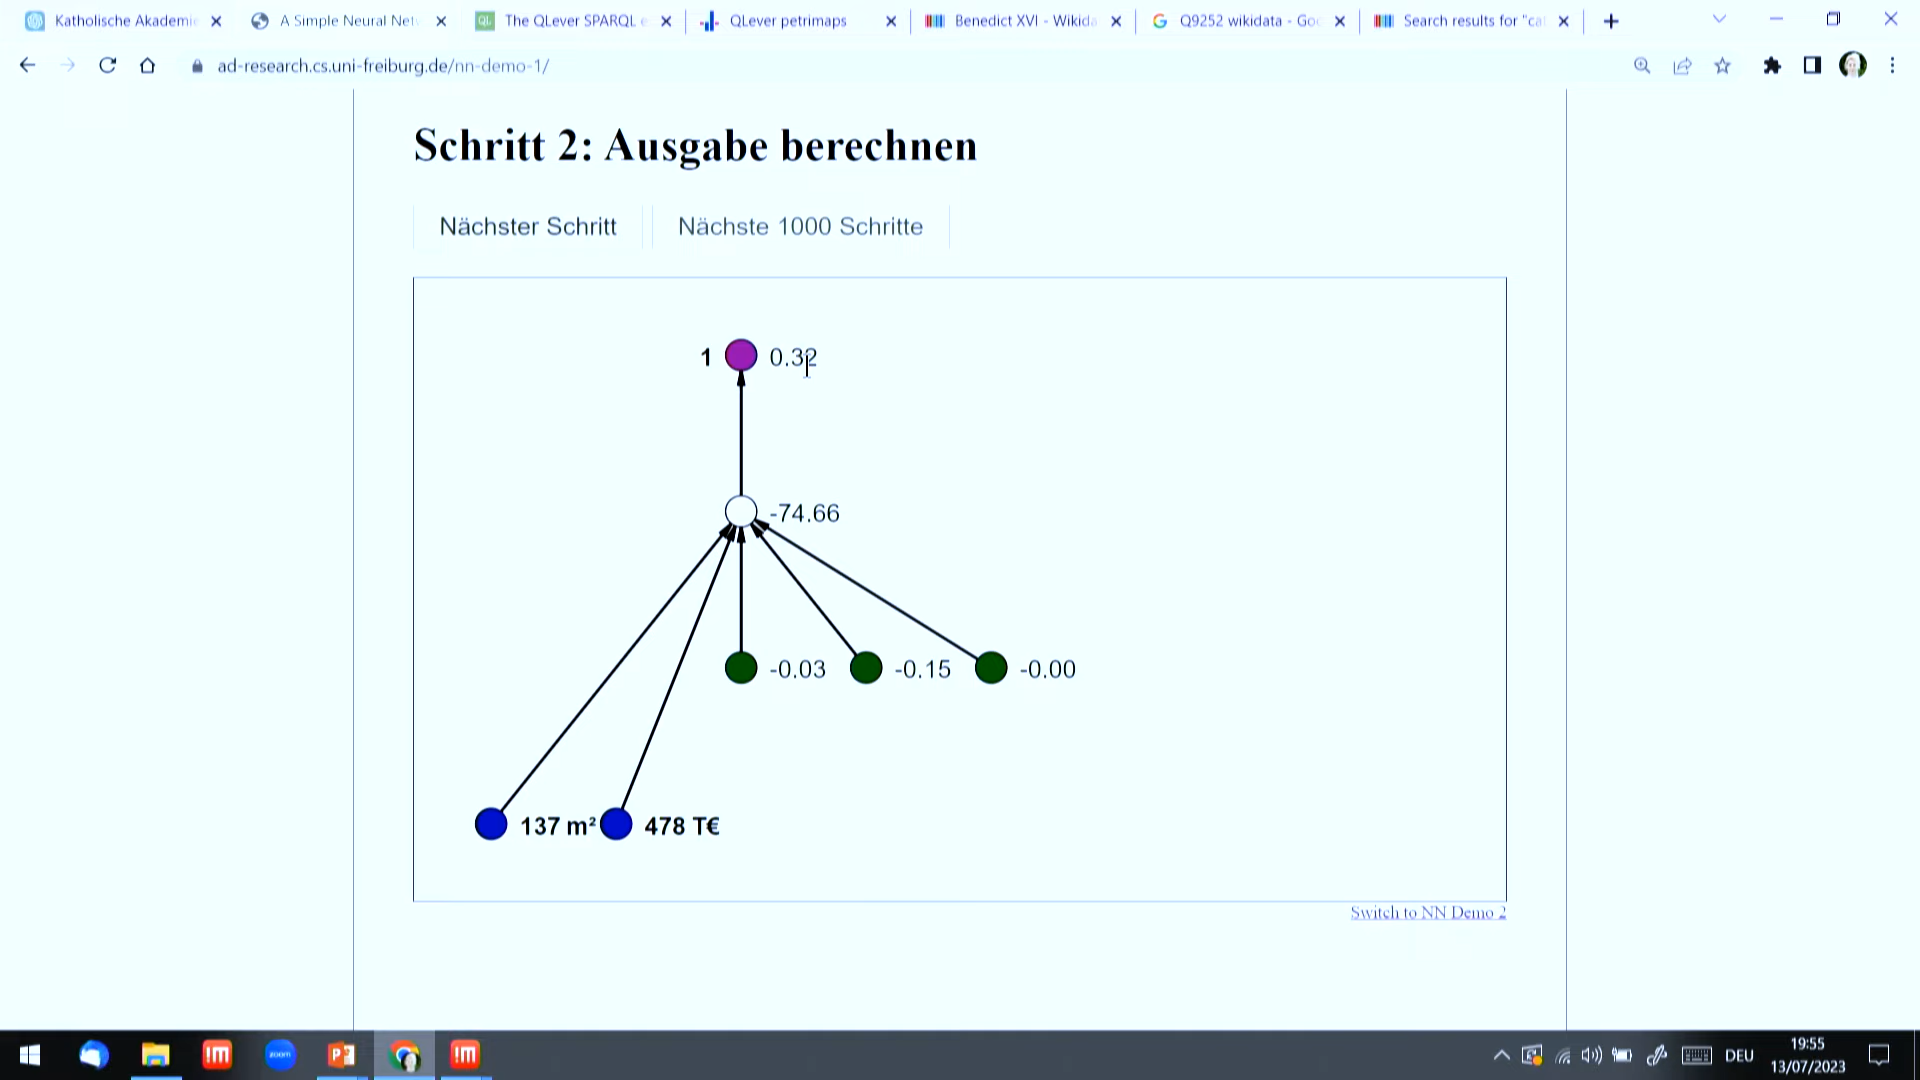 Katholische Akademie
A Simple Neural Net
QL The QLever SPARQL e
QLever petrimaps
Benedict XVI - Wikida
Q9252 wikidata - Goo
Search results for "cat
ad-research.cs.uni-freiburg.de/nn-demo-1/
Schritt 2: Ausgabe berechnen
Nächster Schritt
Nächste 1000 Schritte
1 0.32
-74.66
-0.03 -0.15 -0.00
137 m² 478 T€
Switch to NN Demo 2
zoom
DEU
19:55
13/07/2023